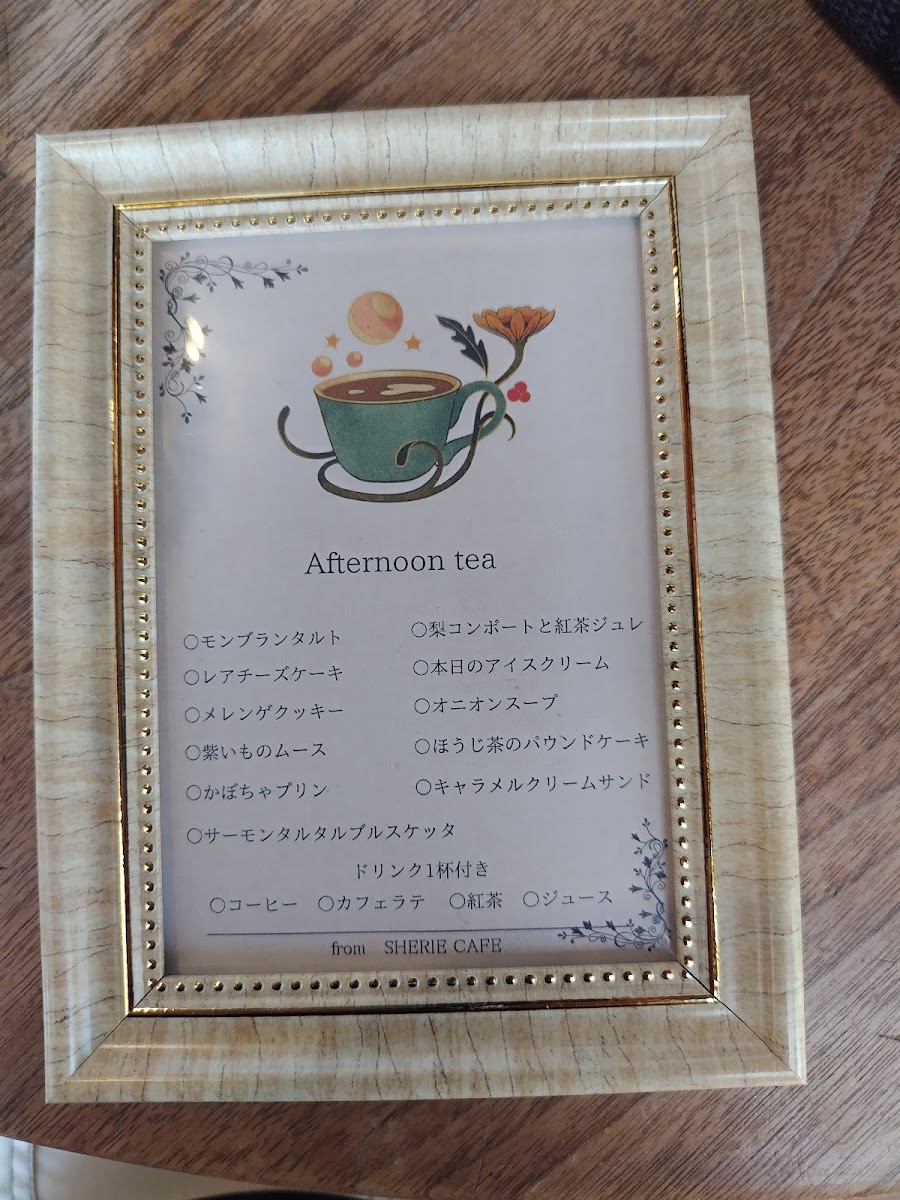 Afternoon tea
○モンブランタルト
○レアチーズケーキ
○メレンゲクッキー
○紫いものムース
○かぼちゃプリン
○サーモンタルタルブルスケッタ
○梨コンポートと紅茶ジュレ
○本日のアイスクリーム
○オニオンスープ
○ほうじ茶のパウンドケーキ
○キャラメルクリームサンド
ドリンク1杯付き
○コーヒー ○カフェラテ ○紅茶 ○ジュース
from SHERIE CAFE